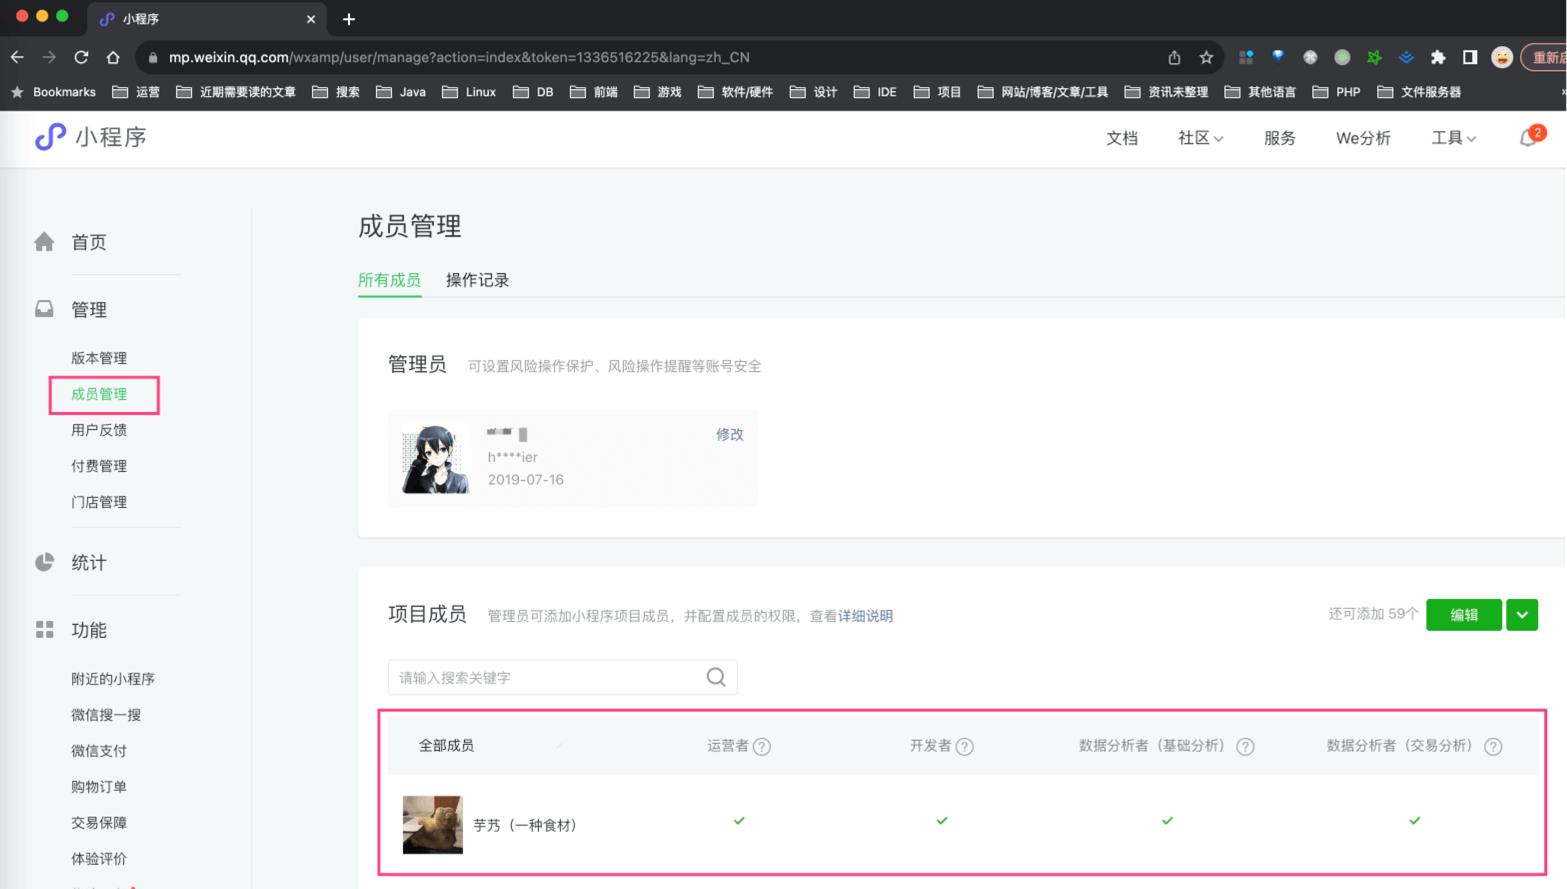 小程序
mp.weixin.qq.com/wxamp/user/manage?action=index&token=1336516225&lang=zh_CN
重新启
Bookmarks 运营 近期需要读的文章 搜索 Java Linux DB 前端 游戏 软件/硬件 设计 IDE 项目 网站/博客/文章/工具 资讯未整理 其他语言 PHP 文件服务器
小程序
文档 社区 服务 We分析 工具 2
首页
管理
版本管理
成员管理
用户反馈
付费管理
门店管理
统计
功能
附近的小程序
微信搜一搜
微信支付
购物订单
交易保障
体验评价
成员管理
所有成员 操作记录
管理员 可设置风险操作保护、风险操作提醒等账号安全
修改
h****ier
2019-07-16
项目成员 管理员可添加小程序项目成员，并配置成员的权限，查看详细说明
还可添加 59个 编辑
请输入搜索关键字
全部成员 运营者 开发者 数据分析者（基础分析） 数据分析者（交易分析）
芋艿（一种食材）